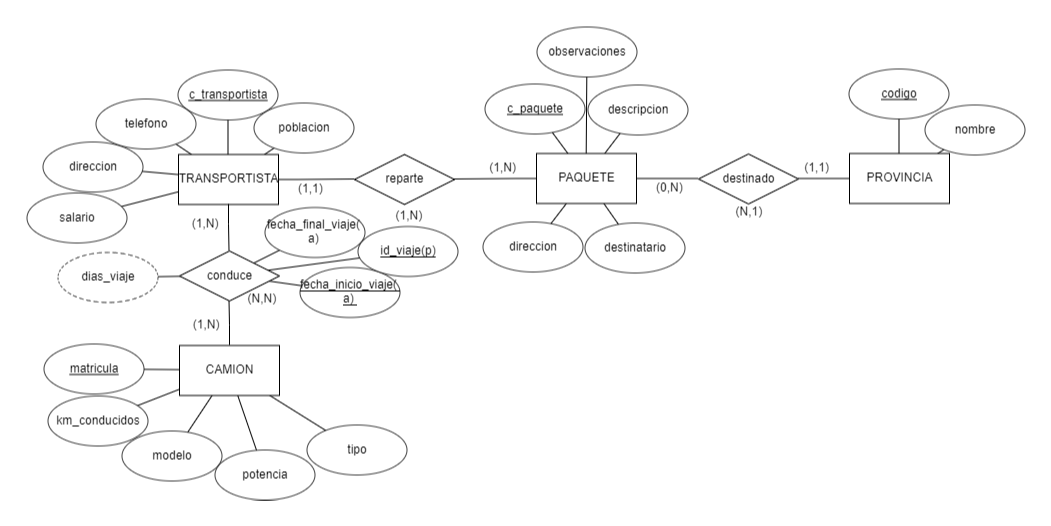 observaciones
c_transportista
codigo
c_paquete
descripcion
telefono
poblacion
nombre
direccion
TRANSPORTISTA
reparte
(1,N)
PAQUETE
destinado
(1,1)
PROVINCIA
(1,1)
(0,N)
salario
(1,N)
(1,N)
(N,1)
fecha_final_viaje(
a)
id_viaje(p)
direccion
destinatario
dias_viaje
conduce
fecha_inicio_viaje(
a)
(N,N)
(1,N)
matricula
CAMION
km_conducidos
modelo
tipo
potencia